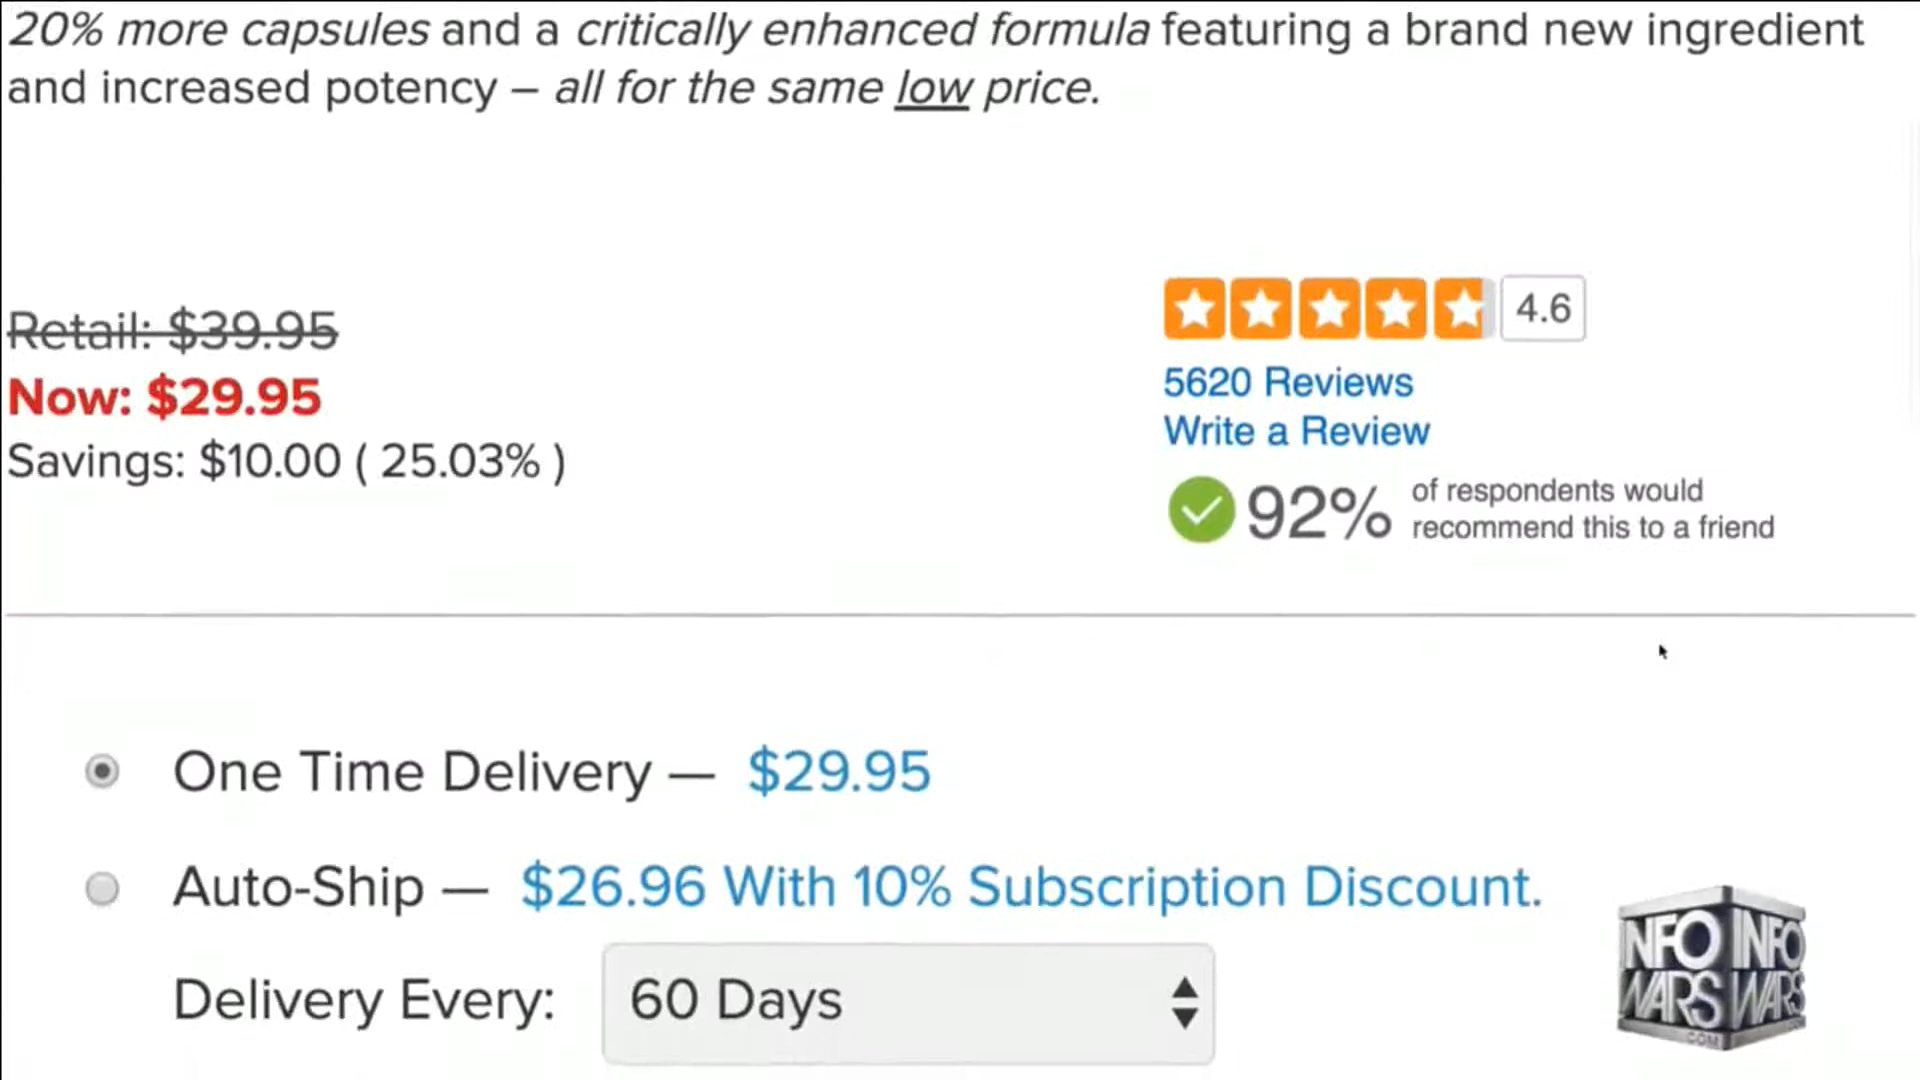 20% more capsules and a critically enhanced formula featuring a brand new ingredient
and increased potency – all for the same low price.
Retail: $39.95
Now: $29.95
Savings: $10.00 ( 25.03% )
4.6
5620 Reviews
Write a Review
92% of respondents would
recommend this to a friend
One Time Delivery — $29.95
Auto-Ship — $26.96 With 10% Subscription Discount.
Delivery Every: 60 Days
INFO INFO
WARS WARS
.COM